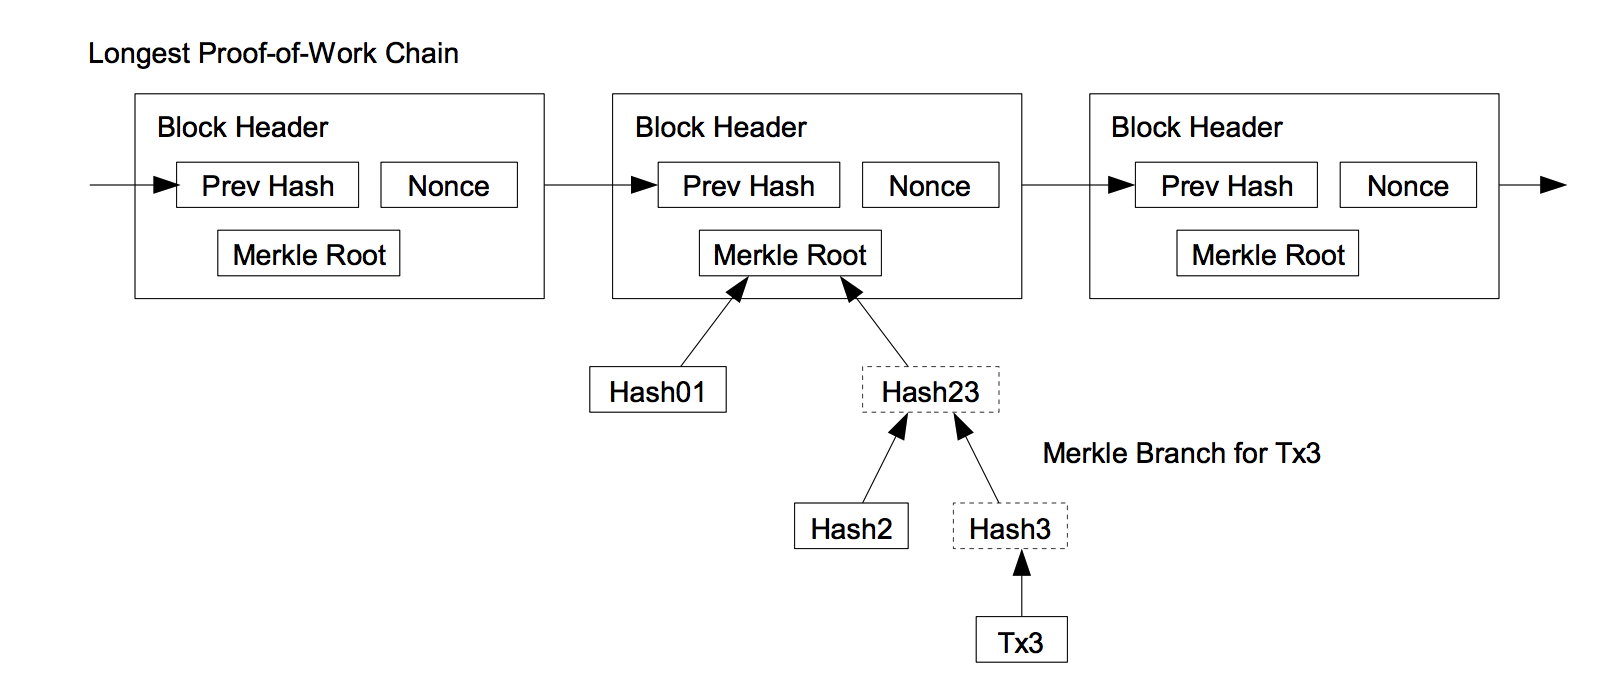 Longest Proof-of-Work Chain
Block Header
Block Header
Block Header
Prev Hash
Nonce
Prev Hash
Nonce
Prev Hash
Nonce
Merkle Root
Merkle Root
Merkle Root
Hash01
Hash23
Merkle Branch for Tx3
Hash2
Hash3
Tx3